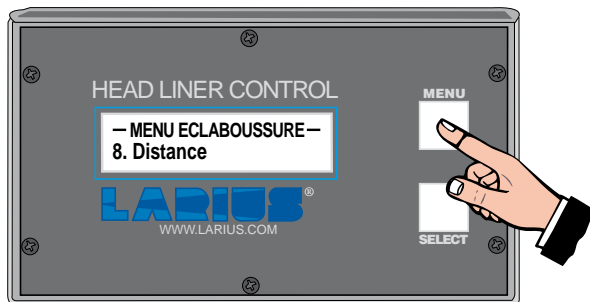 HEAD LINER CONTROL
MENU
— MENU ECLABOUSSURE —
8. Distance
LARIUS®
WWW.LARIUS.COM
SELECT